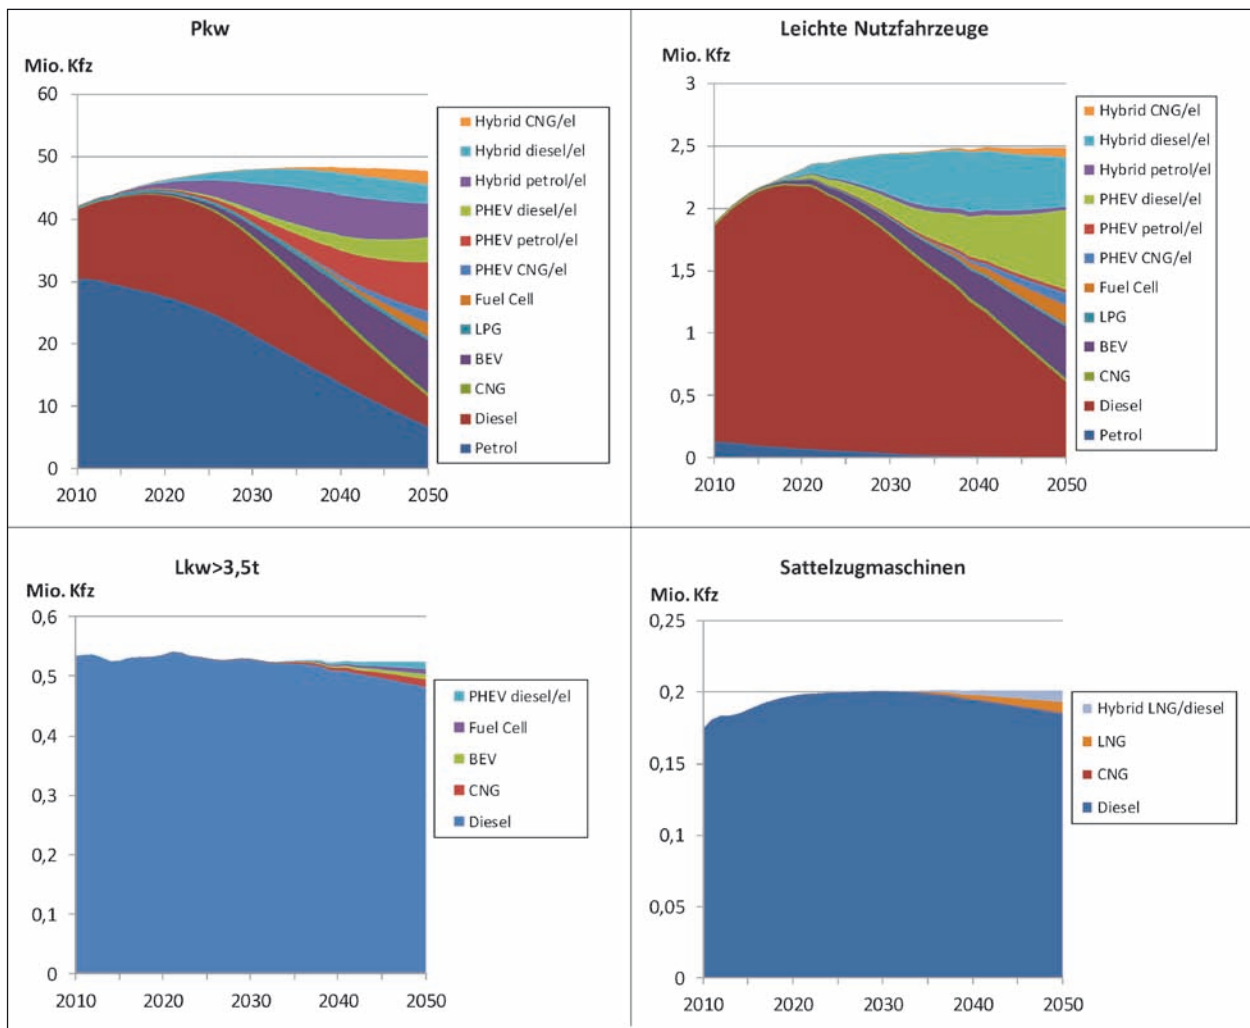 Pkw
Mio. Kfz
60
50
40
30
20
10
0
2010
2020
2030
2040
2050
Hybrid CNG/el
Hybrid diesel/el
Hybrid petrol/el
PHEV diesel/el
PHEV petrol/el
PHEV CNG/el
Fuel Cell
LPG
BEV
CNG
Diesel
Petrol
Leichte Nutzfahrzeuge
Mio. Kfz
3
2,5
2
1,5
1
0,5
0
2010
2020
2030
2040
2050
Hybrid CNG/el
Hybrid diesel/el
Hybrid petrol/el
PHEV diesel/el
PHEV petrol/el
PHEV CNG/el
Fuel Cell
LPG
BEV
CNG
Diesel
Petrol
Lkw>3,5t
Mio. Kfz
0,6
0,5
0,4
0,3
0,2
0,1
0
2010
2020
2030
2040
2050
PHEV diesel/el
Fuel Cell
BEV
CNG
Diesel
Sattelzugmaschinen
Mio. Kfz
0,25
0,2
0,15
0,1
0,05
0
2010
2020
2030
2040
2050
Hybrid LNG/diesel
LNG
CNG
Diesel